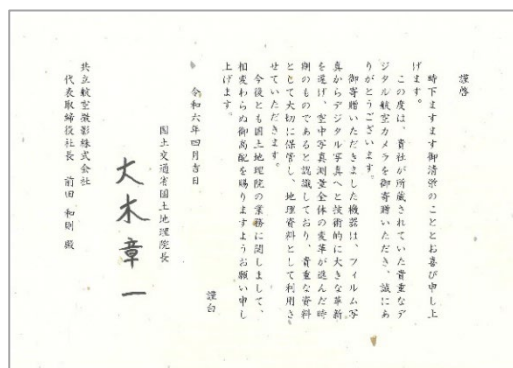 謹啓
時下ますます御清栄のこととお喜び申し上
げます。
この度は、貴社が所蔵されていた貴重なデ
ジタル航空カメラを御寄贈いただき、誠にあ
りがとうございます。
御寄贈いただきました機器は、フィルム写
真からデジタル写真へと技術的に大きな革新
を遂げ、空中写真測量全体の変革が進んだ時
期のものであると認識しており、貴重な資料
として大切に保管し、地理資料として利用さ
せていただきます。
今後とも国土地理院の業務に関しまして、
相変わらぬ御高配を賜りますようお願い申し
上げます。
謹白
令和六年四月吉日
国土交通省国土地理院長
大木章一
共立航空撮影株式会社
代表取締役社長 前田 和則 殿